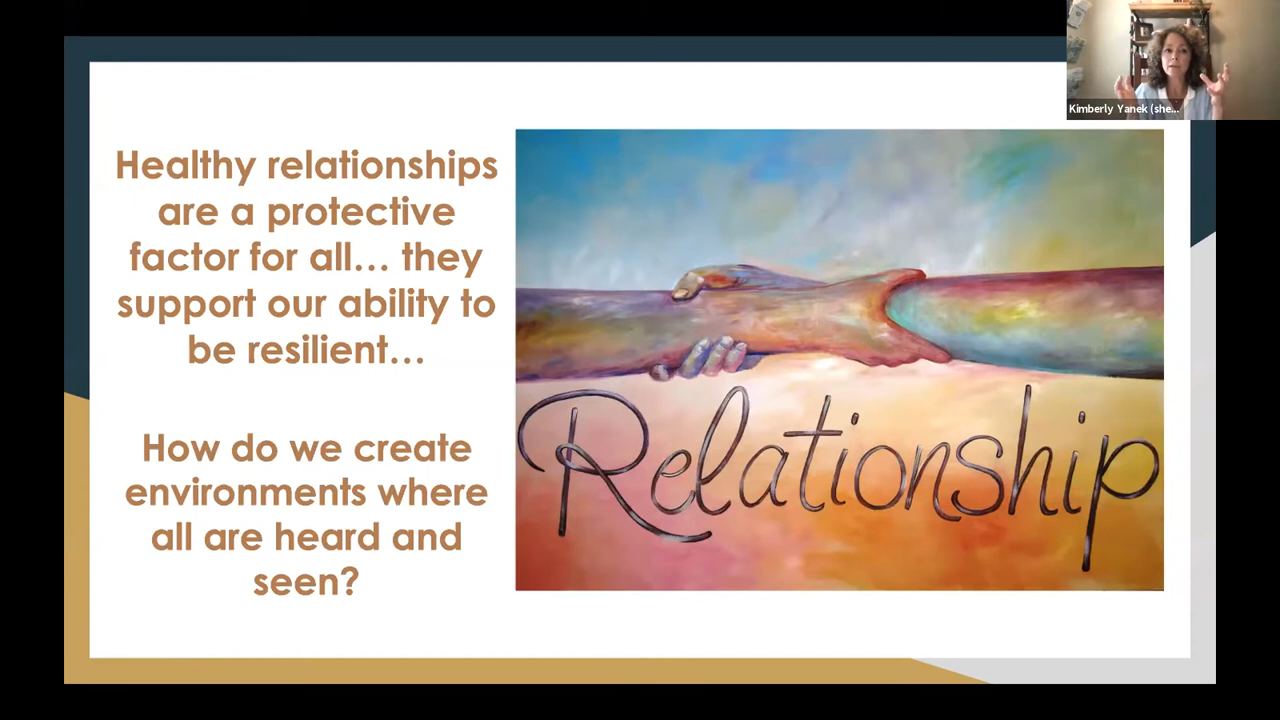 Kimberly Yanek (she...
Healthy relationships
are a protective
factor for all... they
support our ability to
be resilient...
How do we create
environments where
all are heard and
seen?
Relationship